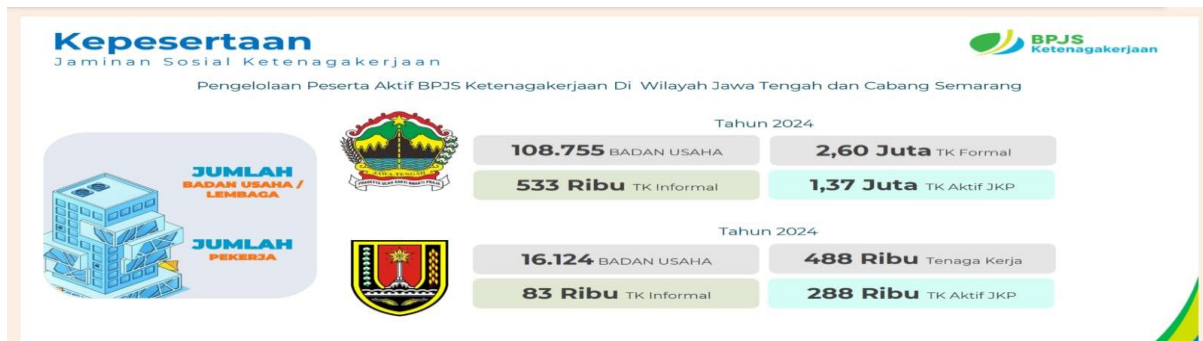 Kepesertaan
Jaminan Sosial Ketenagakerjaan
BPJS
Ketenagakerjaan
Pengelolaan Peserta Aktif BPJS Ketenagakerjaan Di Wilayah Jawa Tengah dan Cabang Semarang
JUMLAH
BADAN USAHA /
LEMBAGA
JUMLAH
PEKERJA
JAWA TENGAH
Tahun 2024
108.755 BADAN USAHA
2,60 Juta TK Formal
533 Ribu TK Informal
1,37 Juta TK Aktif JKP
Tahun 2024
16.124 BADAN USAHA
488 Ribu Tenaga Kerja
83 Ribu TK Informal
288 Ribu TK Aktif JKP